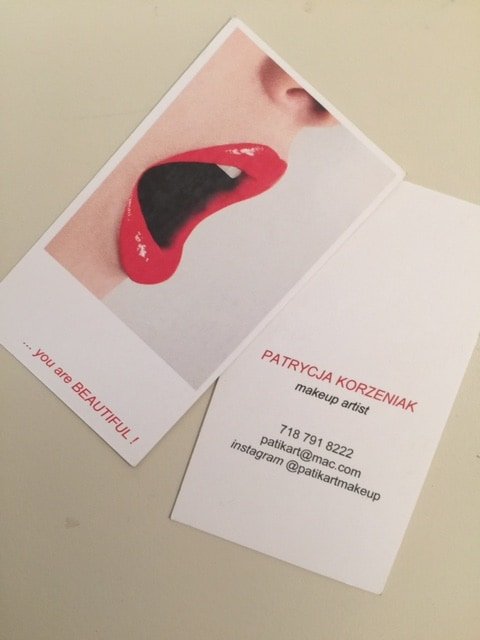 ... you are BEAUTIFUL !
PATRYCJA KORZENIAK
makeup artist
718 791 8222
patikart@mac.com
instagram @patikartmakeup